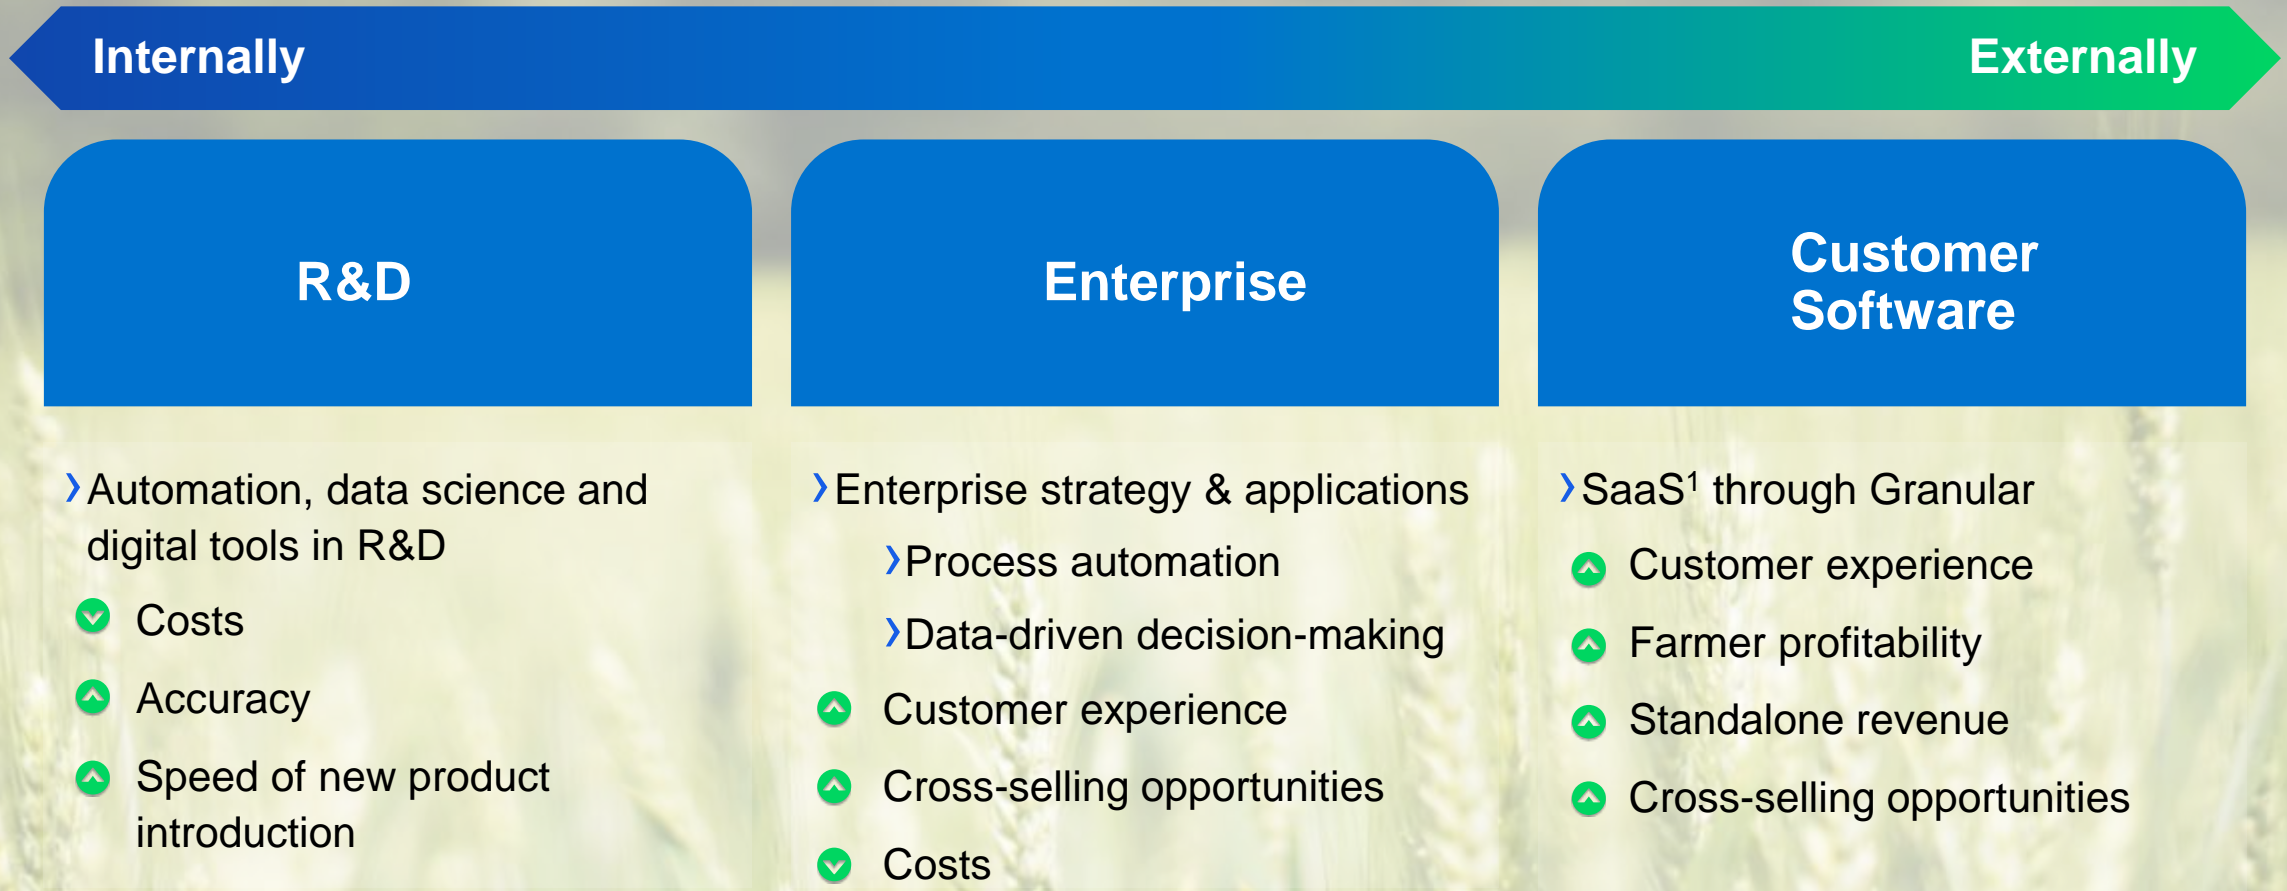 Internally
Externally
R&D
Enterprise
Customer
Software
›Automation, data science and
digital tools in R&D
Costs
Accuracy
Speed of new product
introduction
›Enterprise strategy & applications
›Process automation
›Data-driven decision-making
Customer experience
Cross-selling opportunities
Costs
›SaaS¹ through Granular
Customer experience
Farmer profitability
Standalone revenue
Cross-selling opportunities